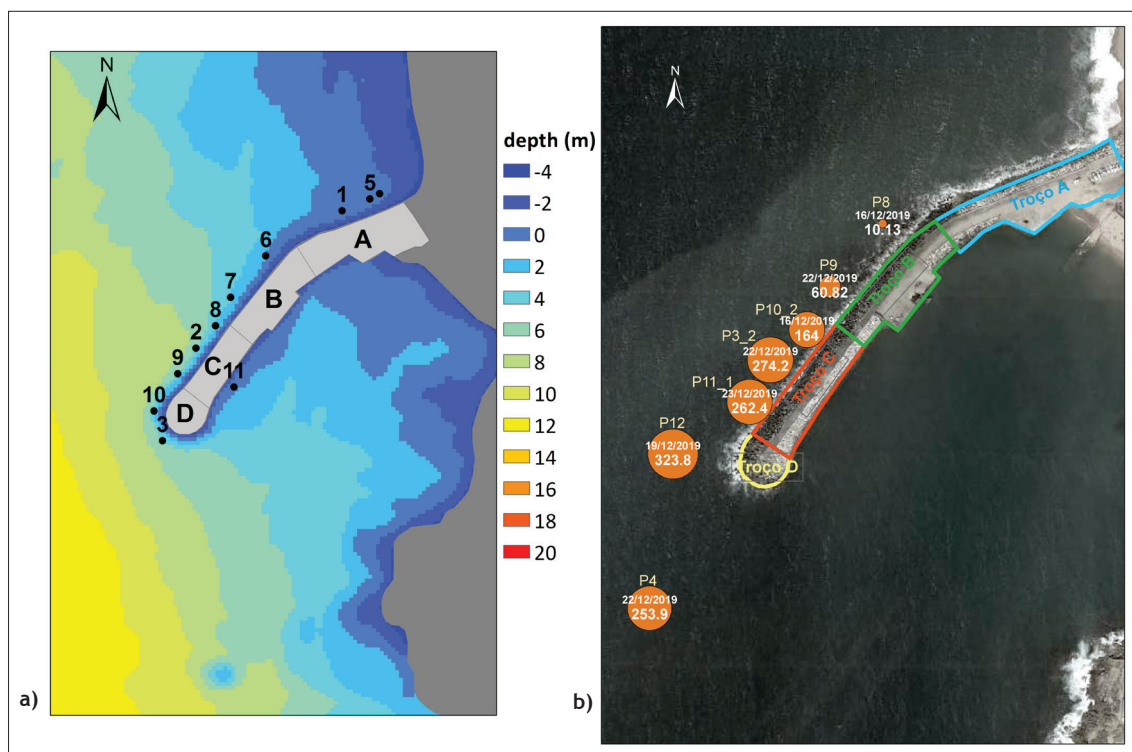 N
depth (m)
-4
-2
0
2
4
6
8
10
12
14
16
18
20
1
5
6
7
8
2
9
10
3
11
A
B
C
D
a)
N
P8
16/12/2019
10.13
P9
22/12/2019
60.82
P10_2
16/12/2019
164
P3_2
22/12/2019
274.2
P11_1
23/12/2019
262.4
P12
19/12/2019
323.8
P4
22/12/2019
253.9
Troço A
Troço B
Troço C
Troço D
b)